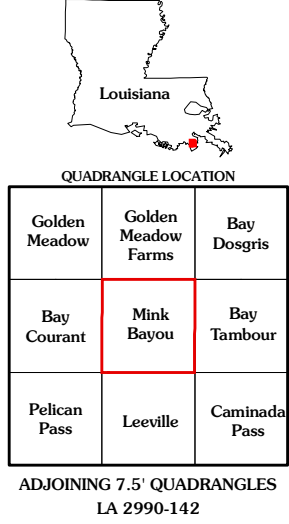 Louisiana
QUADRANGLE LOCATION
Golden
Meadow
Golden
Meadow
Farms
Bay
Dosgris
Bay
Courant
Mink
Bayou
Bay
Tambour
Pelican
Pass
Leeville
Caminada
Pass
ADJOINING 7.5' QUADRANGLES
LA 2990-142